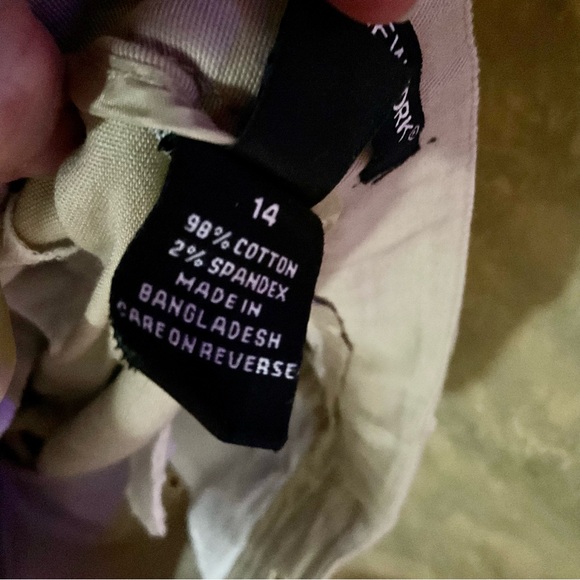 14
98% COTTON
2% SPANDEX
MADE IN
BANGLADESH
CARE ON REVERSE